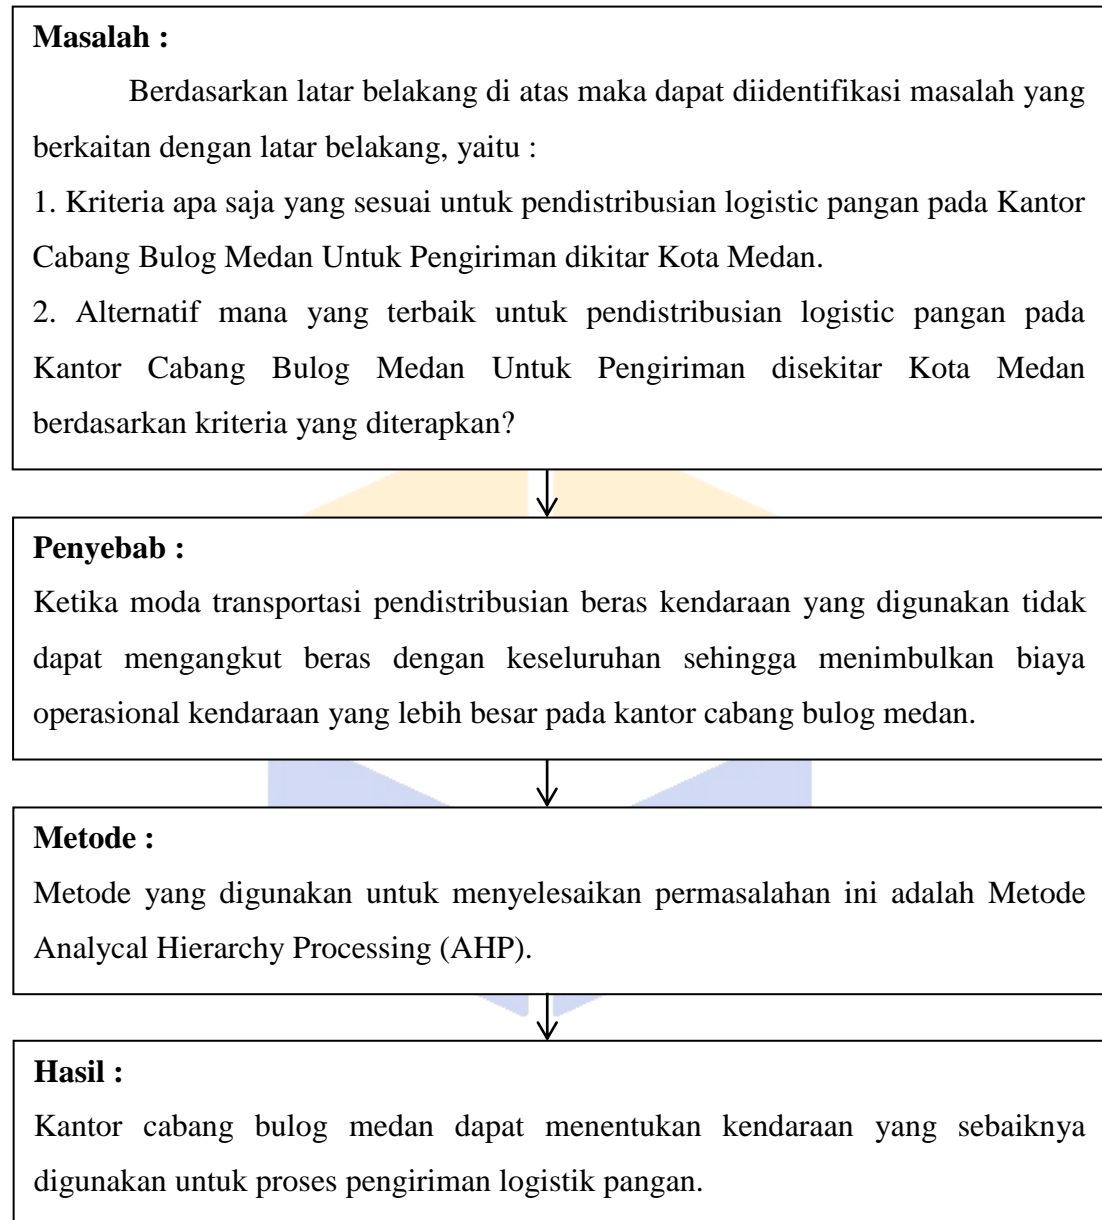 Masalah :
Berdasarkan latar belakang di atas maka dapat diidentifikasi masalah yang
berkaitan dengan latar belakang, yaitu :
1. Kriteria apa saja yang sesuai untuk pendistribusian logistic pangan pada Kantor
Cabang Bulog Medan Untuk Pengiriman dikitar Kota Medan.
2. Alternatif mana yang terbaik untuk pendistribusian logistic pangan pada
Kantor Cabang Bulog Medan Untuk Pengiriman disekitar Kota Medan
berdasarkan kriteria yang diterapkan?
Penyebab :
Ketika moda transportasi pendistribusian beras kendaraan yang digunakan tidak
dapat mengangkut beras dengan keseluruhan sehingga menimbulkan biaya
operasional kendaraan yang lebih besar pada kantor cabang bulog medan.
Metode :
Metode yang digunakan untuk menyelesaikan permasalahan ini adalah Metode
Analycal Hierarchy Processing (AHP).
Hasil :
Kantor cabang bulog medan dapat menentukan kendaraan yang sebaiknya
digunakan untuk proses pengiriman logistik pangan.